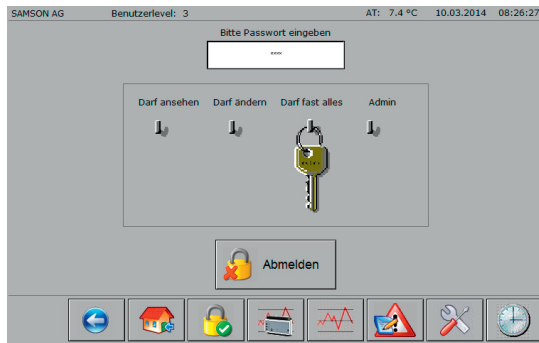 SAMSON AG Benutzerlevel: 3 AT: 7.4 °C 10.03.2014 08:26:27
Bitte Passwort eingeben
****
Darf ansehen Darf ändern Darf fast alles Admin
Abmelden